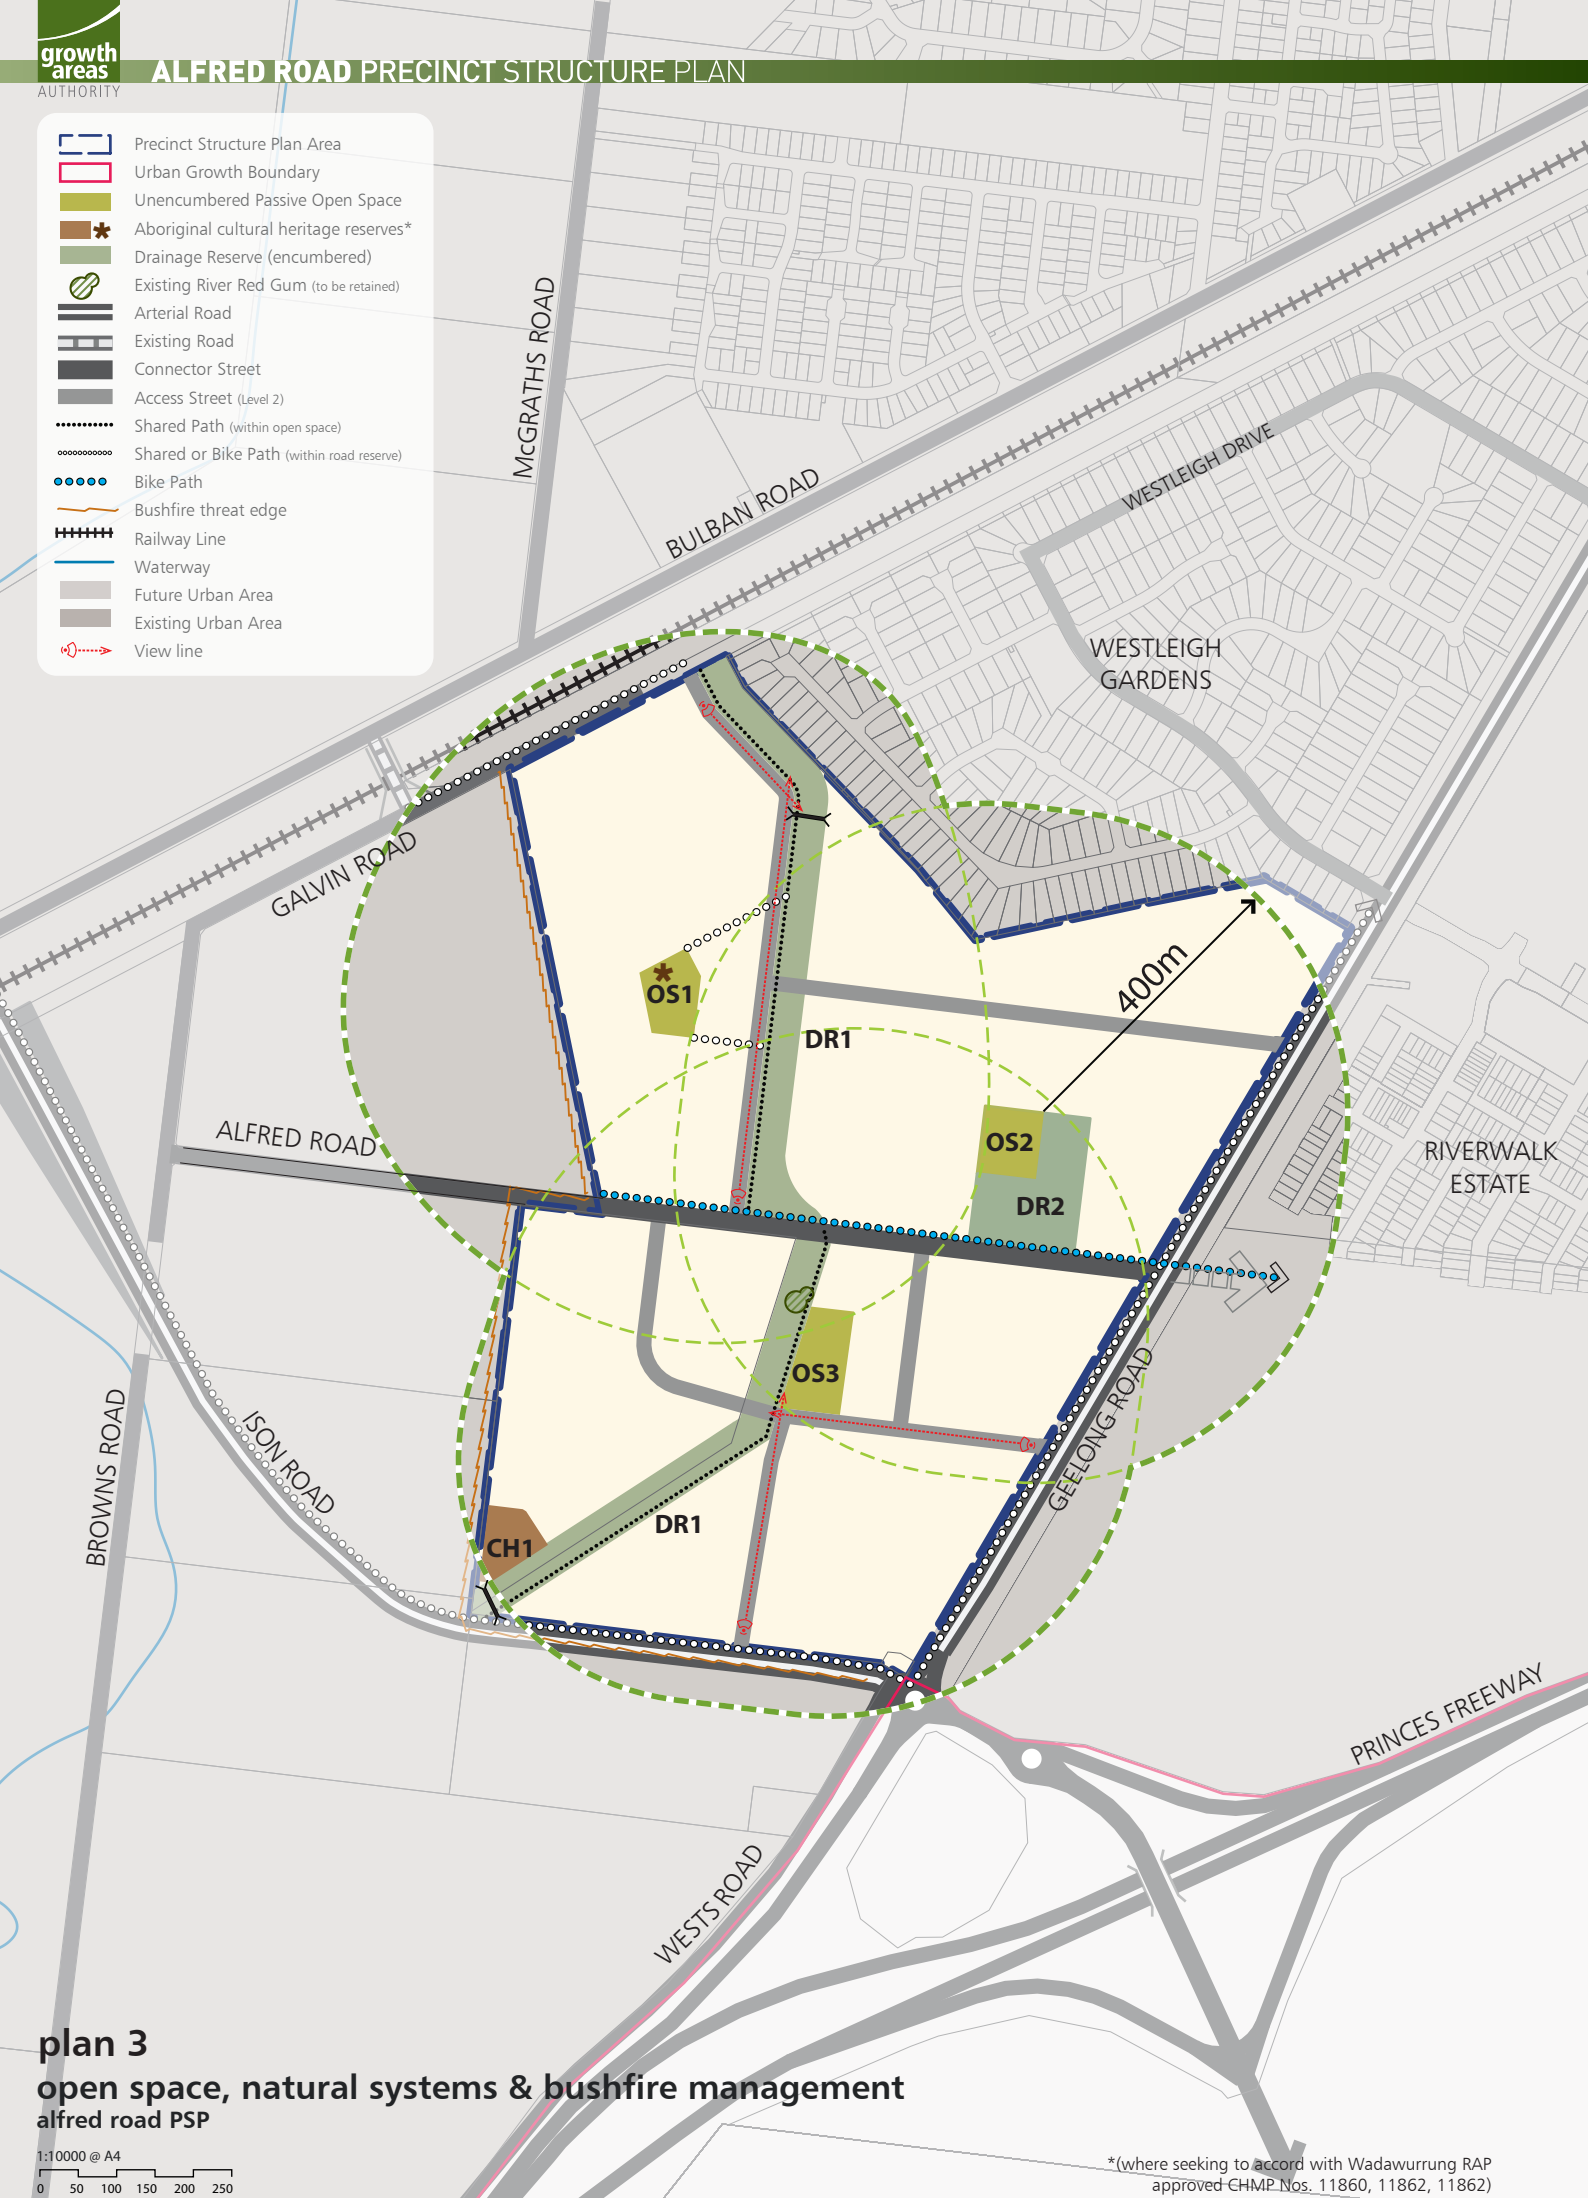 growth
areas
AUTHORITY
ALFRED ROAD PRECINCT STRUCTURE PLAN
Precinct Structure Plan Area
Urban Growth Boundary
Unencumbered Passive Open Space
Aboriginal cultural heritage reserves*
Drainage Reserve (encumbered)
Existing River Red Gum (to be retained)
Arterial Road
Existing Road
Connector Street
Access Street (Level 2)
Shared Path (within open space)
Shared or Bike Path (within road reserve)
Bike Path
Bushfire threat edge
Railway Line
Waterway
Future Urban Area
Existing Urban Area
View line
McGRATHS ROAD
BULBAN ROAD
WESTLEIGH DRIVE
WESTLEIGH
GARDENS
GALVIN ROAD
400m
OS1
DR1
ALFRED ROAD
OS2
DR2
RIVERWALK
ESTATE
OS3
GEELONG ROAD
BROWNS ROAD
ISON ROAD
DR1
CH1
PRINCES FREEWAY
WESTS ROAD
plan 3
open space, natural systems & bushfire management
alfred road PSP
1:10000 @ A4
0 50 100 150 200 250
*(where seeking to accord with Wadawurrung RAP
approved CHMP Nos. 11860, 11862, 11862)